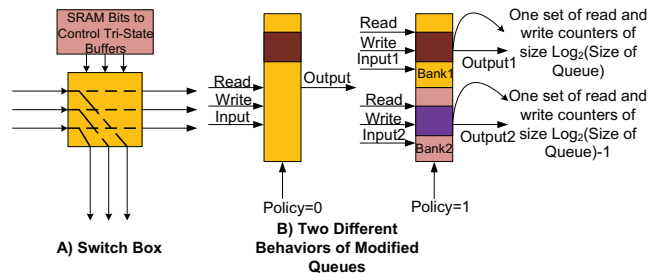 SRAM Bits to
Control Tri-State
Buffers
A) Switch Box
Read
Write
Input
Output
Policy=0
Read
Write
Input1
Bank1
Output1
Read
Write
Input2
Bank2
Output2
Policy=1
One set of read and
write counters of
size Log₂(Size of
Queue)
One set of read and
write counters of
size Log₂(Size of
Queue)-1
B) Two Different
Behaviors of Modified
Queues